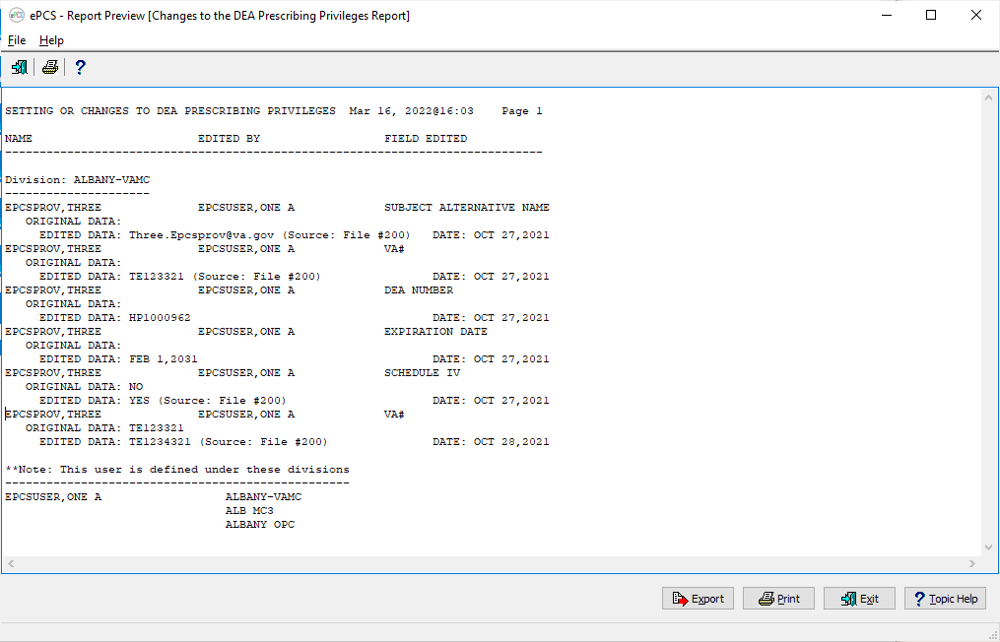 ePCS - Report Preview [Changes to the DEA Prescribing Privileges Report]
File Help
?
SETTING OR CHANGES TO DEA PRESCRIBING PRIVILEGES Mar 16, 2022@16:03 Page 1
NAME EDITED BY FIELD EDITED
------------------------------------------------------------------------------
Division: ALBANY-VAMC
---------------------
EPCSPROV,THREE EPCSUSER,ONE A SUBJECT ALTERNATIVE NAME
ORIGINAL DATA:
EDITED DATA: Three.Epcsprov@va.gov (Source: File #200) DATE: OCT 27,2021
EPCSPROV,THREE EPCSUSER,ONE A VA#
ORIGINAL DATA:
EDITED DATA: TE123321 (Source: File #200) DATE: OCT 27,2021
EPCSPROV,THREE EPCSUSER,ONE A DEA NUMBER
ORIGINAL DATA:
EDITED DATA: HP1000962 DATE: OCT 27,2021
EPCSPROV,THREE EPCSUSER,ONE A EXPIRATION DATE
ORIGINAL DATA:
EDITED DATA: FEB 1,2031 DATE: OCT 27,2021
EPCSPROV,THREE EPCSUSER,ONE A SCHEDULE IV
ORIGINAL DATA: NO
EDITED DATA: YES (Source: File #200) DATE: OCT 27,2021
EPCSPROV,THREE EPCSUSER,ONE A VA#
ORIGINAL DATA: TE123321
EDITED DATA: TE1234321 (Source: File #200) DATE: OCT 28,2021
**Note: This user is defined under these divisions
--------------------------------------------------
EPCSUSER,ONE A ALBANY-VAMC
ALB MC3
ALBANY OPC
Export Print Exit ? Topic Help